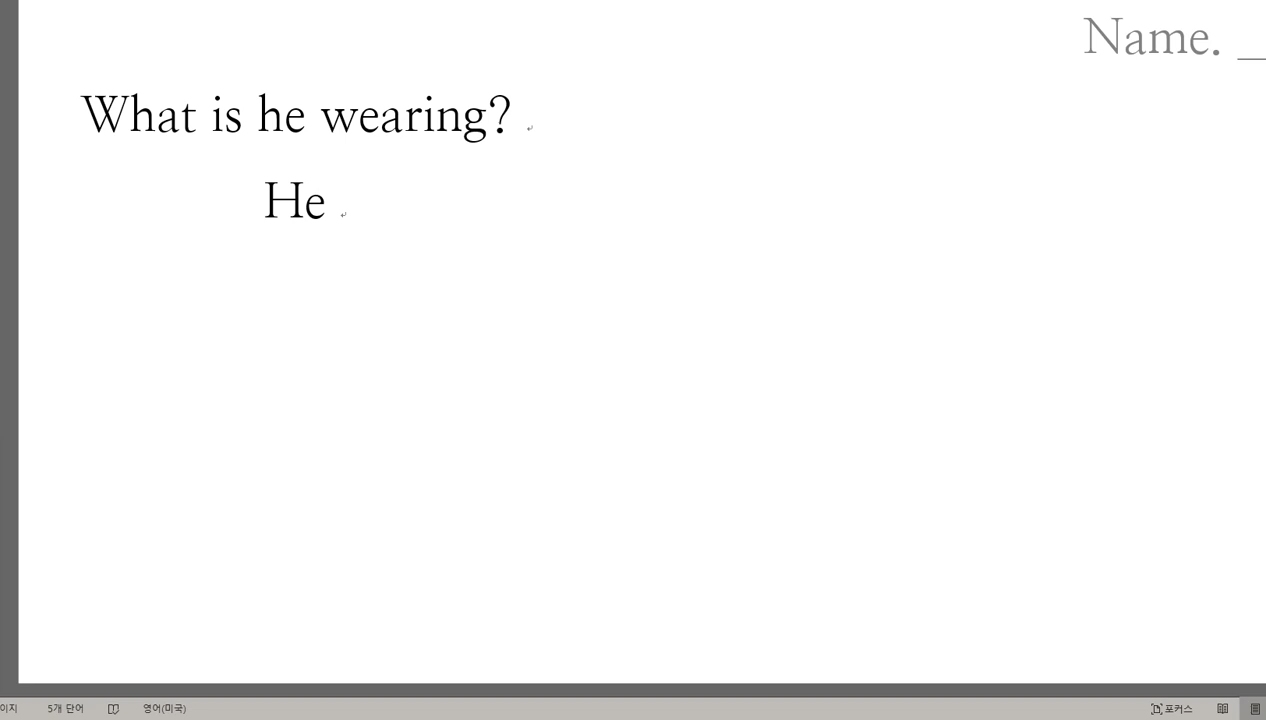 Name. _
What is he wearing?
He
이지 5개 단어 영어(미국) 포커스